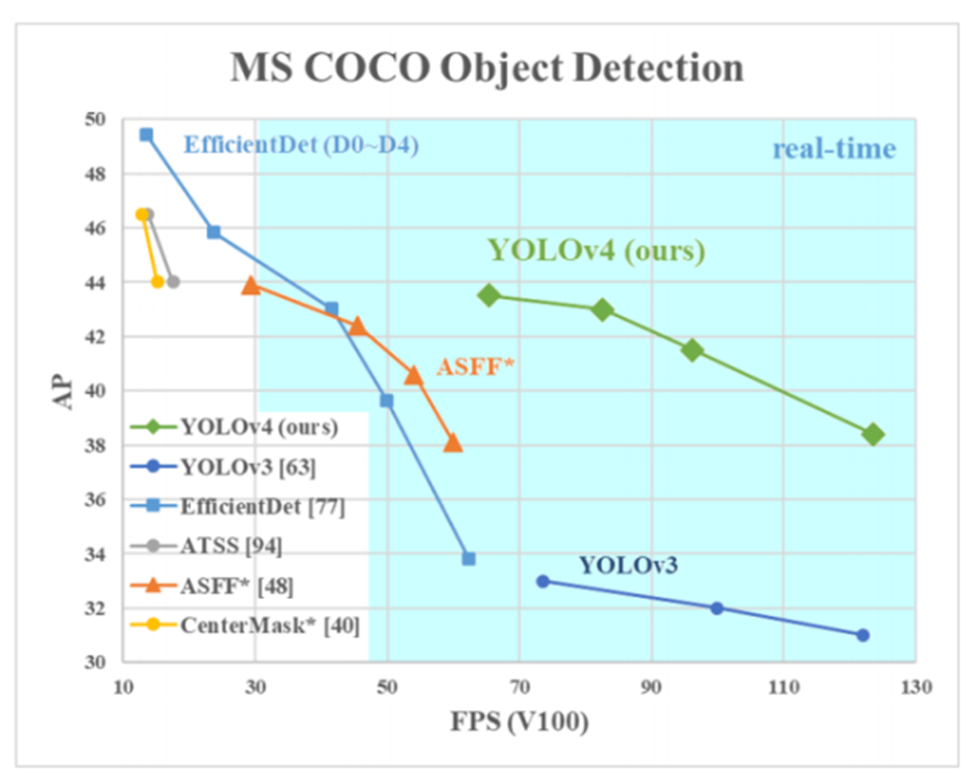 MS COCO Object Detection
50
48
46
44
42
40
38
36
34
32
30
AP
EfficientDet (D0~D4)
real-time
YOLOv4 (ours)
ASFF*
YOLOv3
YOLOv4 (ours)
YOLOv3 [63]
EfficientDet [77]
ATSS [94]
ASFF* [48]
CenterMask* [40]
10 30 50 70 90 110 130
FPS (V100)